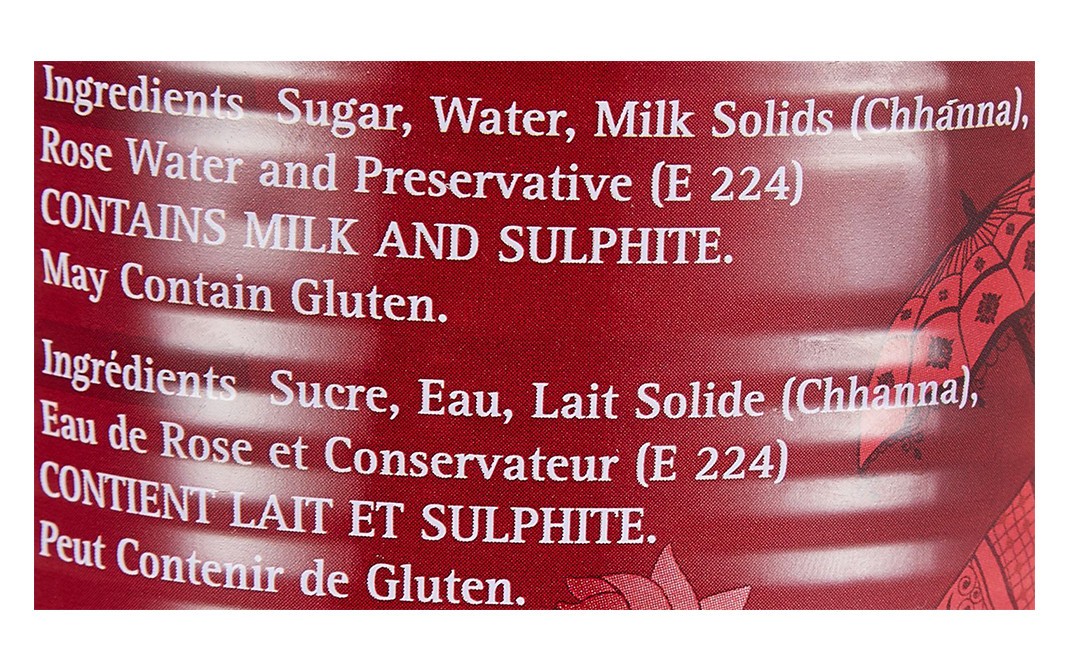 Ingredients Sugar, Water, Milk Solids (Chhánna),
Rose Water and Preservative (E 224)
CONTAINS MILK AND SULPHITE.
May Contain Gluten.
Ingrédients Sucre, Eau, Lait Solide (Chhanna),
Eau de Rose et Conservateur (E 224)
CONTIENT LAIT ET SULPHITE.
Peut Contenir de Gluten.